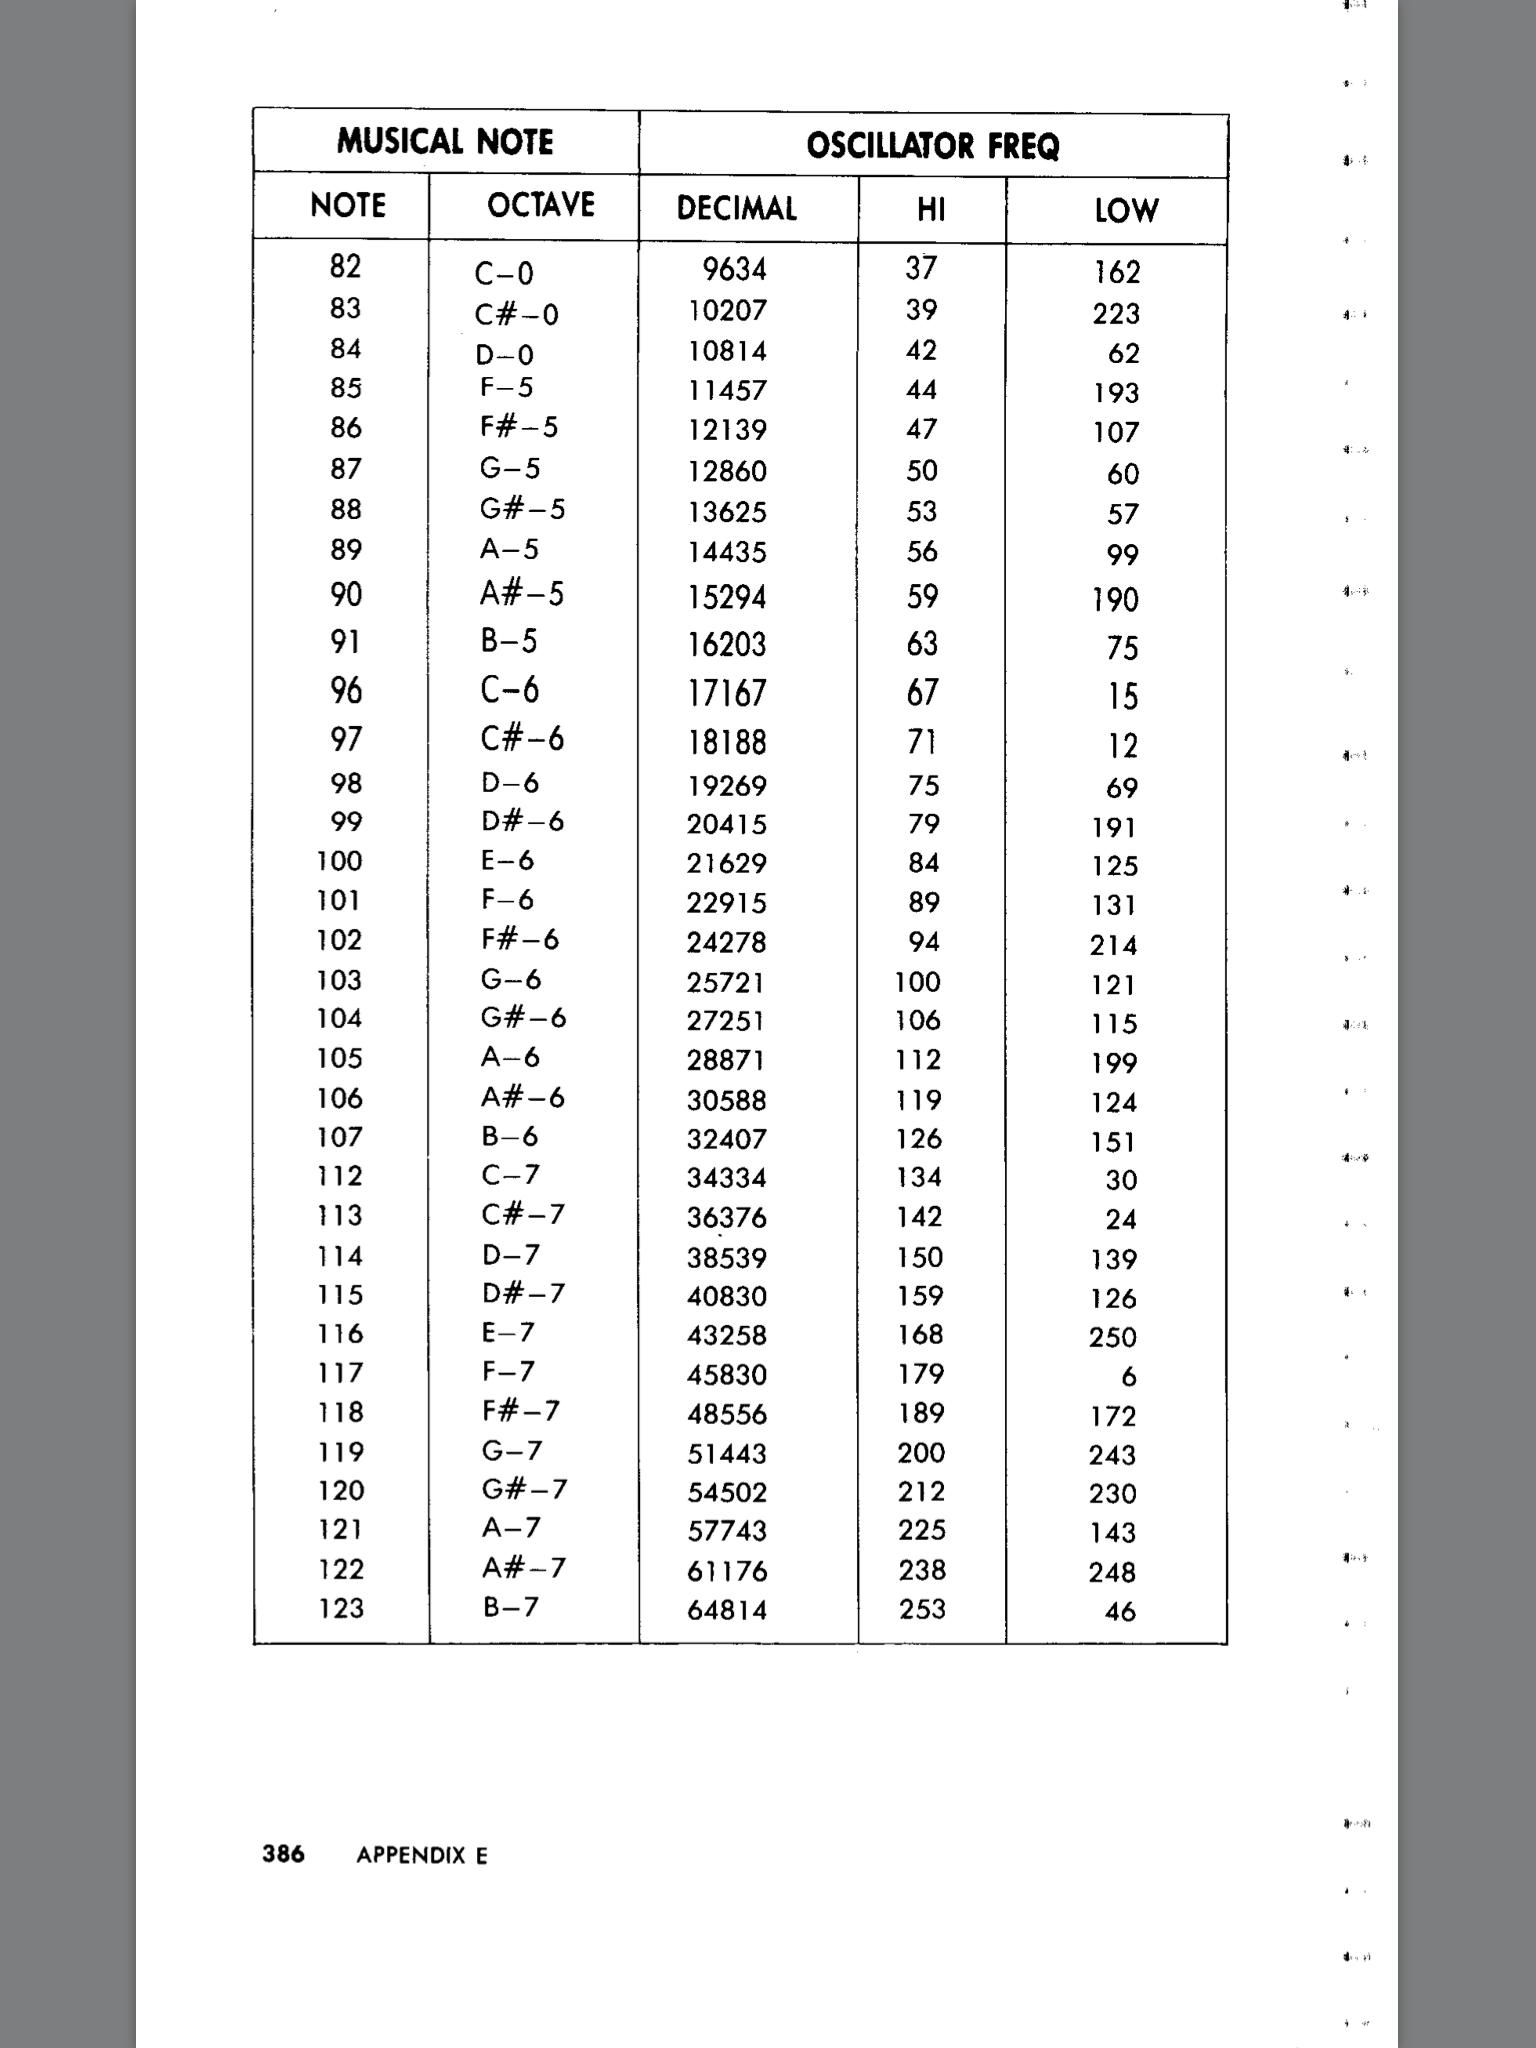 MUSICAL NOTE OSCILLATOR FREQ
NOTE OCTAVE DECIMAL HI LOW
82 C–0 9634 37 162
83 C#–0 10207 39 223
84 D–0 10814 42 62
85 F–5 11457 44 193
86 F#–5 12139 47 107
87 G–5 12860 50 60
88 G#–5 13625 53 57
89 A–5 14435 56 99
90 A#–5 15294 59 190
91 B–5 16203 63 75
96 C–6 17167 67 15
97 C#–6 18188 71 12
98 D–6 19269 75 69
99 D#–6 20415 79 191
100 E–6 21629 84 125
101 F–6 22915 89 131
102 F#–6 24278 94 214
103 G–6 25721 100 121
104 G#–6 27251 106 115
105 A–6 28871 112 199
106 A#–6 30588 119 124
107 B–6 32407 126 151
112 C–7 34334 134 30
113 C#–7 36376 142 24
114 D–7 38539 150 139
115 D#–7 40830 159 126
116 E–7 43258 168 250
117 F–7 45830 179 6
118 F#–7 48556 189 172
119 G–7 51443 200 243
120 G#–7 54502 212 230
121 A–7 57743 225 143
122 A#–7 61176 238 248
123 B–7 64814 253 46
386 APPENDIX E